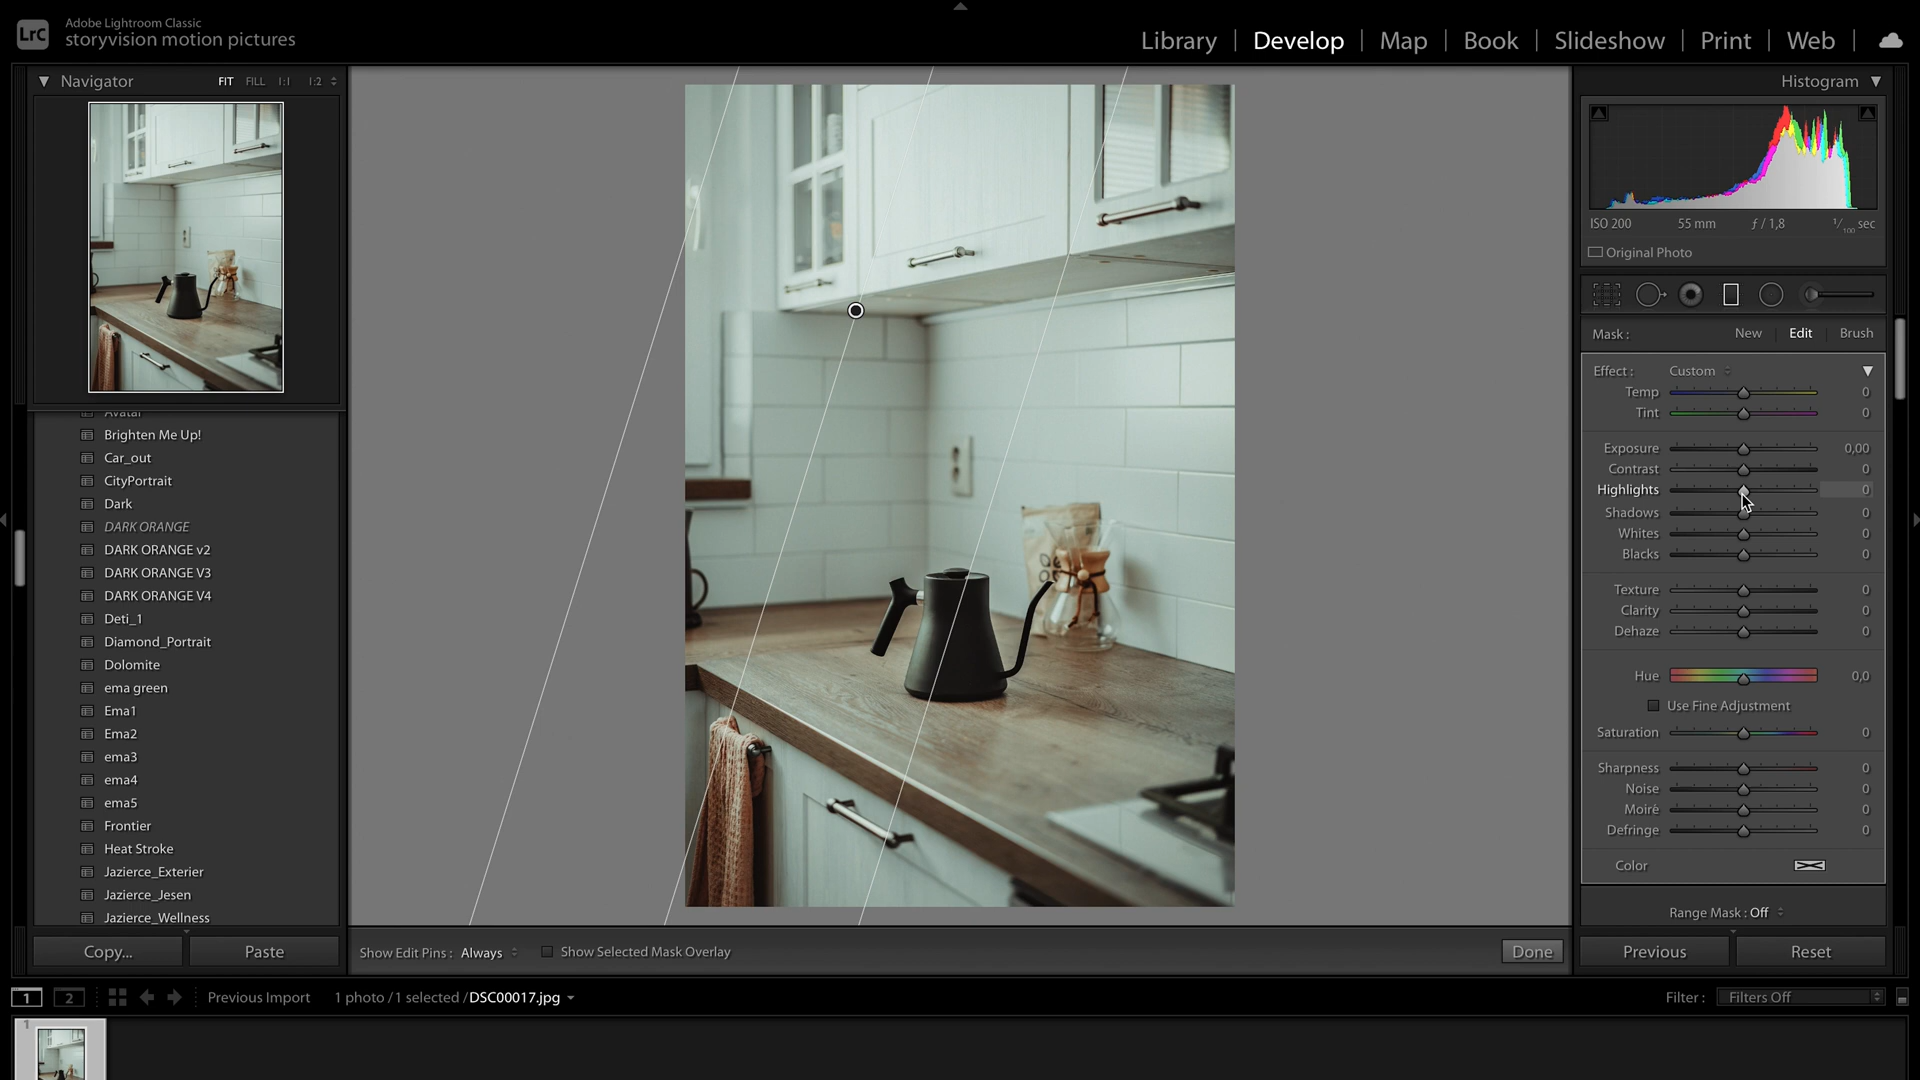 LrC
Adobe Lightroom Classic
storyvision motion pictures
Library | Develop | Map | Book | Slideshow | Print | Web
Navigator FIT FILL 1:1 1:2
Avatar
Brighten Me Up!
Car_out
CityPortrait
Dark
DARK ORANGE
DARK ORANGE v2
DARK ORANGE V3
DARK ORANGE V4
Deti_1
Diamond_Portrait
Dolomite
ema green
Ema1
Ema2
ema3
ema4
ema5
Frontier
Heat Stroke
Jazierce_Exterier
Jazierce_Jesen
Jazierce_Wellness
Copy... Paste
Show Edit Pins : Always Show Selected Mask Overlay Done
Histogram
ISO 200 55 mm ƒ / 1,8 1/100 sec
Original Photo
Mask : New Edit Brush
Effect : Custom
Temp 0
Tint 0
Exposure 0,00
Contrast 0
Highlights 0
Shadows 0
Whites 0
Blacks 0
Texture 0
Clarity 0
Dehaze 0
Hue 0,0
Use Fine Adjustment
Saturation 0
Sharpness 0
Noise 0
Moiré 0
Defringe 0
Color
Range Mask : Off
Previous Reset
1 2 Previous Import 1 photo / 1 selected / DSC00017.jpg Filter : Filters Off
1